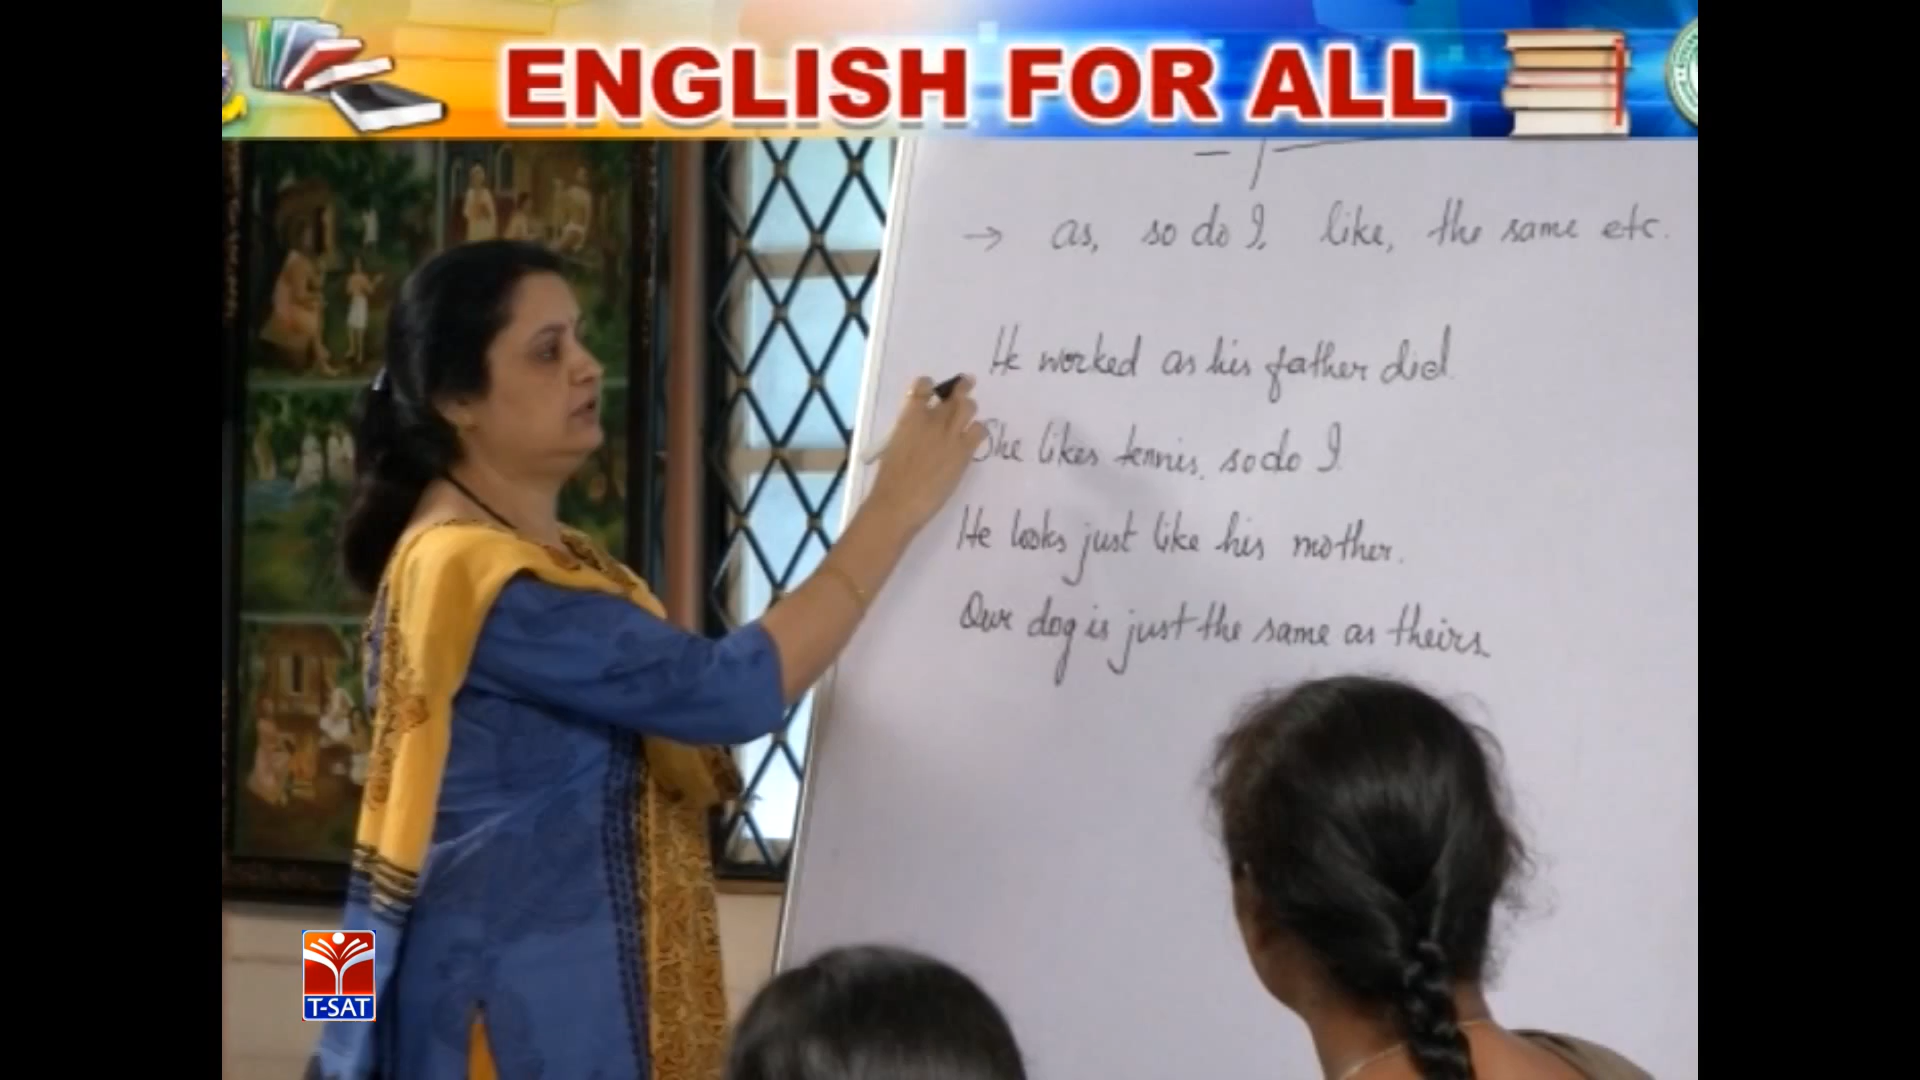 ENGLISH FOR ALL
→ as, so do I, like, the same etc.
He worked as his father did.
She likes tennis, so do I.
He looks just like his mother.
Our dog is just the same as theirs
T-SAT